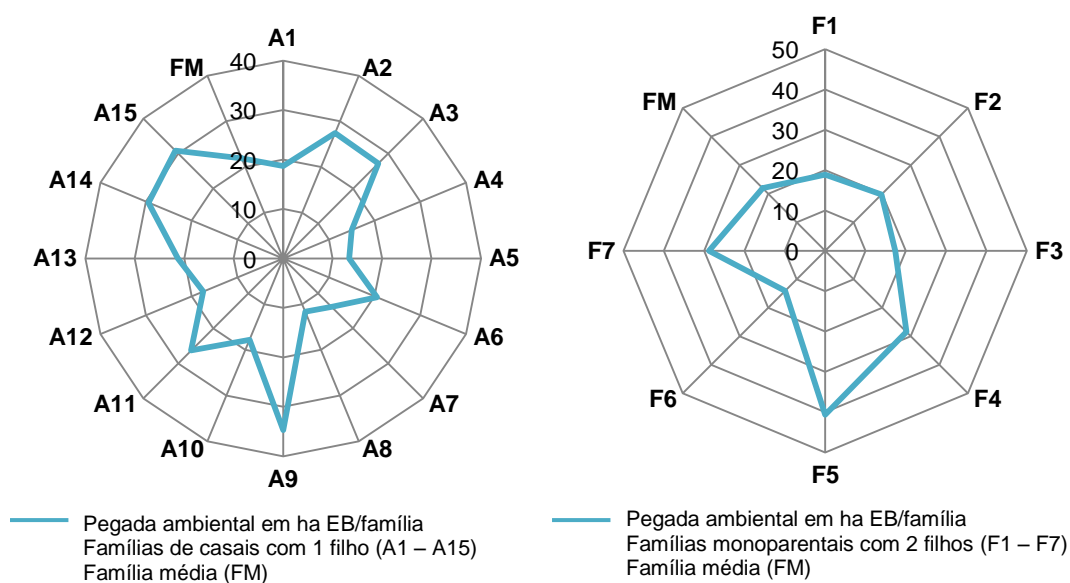 A1
A2
A3
A4
A5
A6
A7
A8
A9
A10
A11
A12
A13
A14
A15
FM
40
30
20
10
0
Pegada ambiental em ha EB/família
Famílias de casais com 1 filho (A1 – A15)
Família média (FM)
F1
F2
F3
F4
F5
F6
F7
FM
50
40
30
20
10
0
Pegada ambiental em ha EB/família
Famílias monoparentais com 2 filhos (F1 – F7)
Família média (FM)